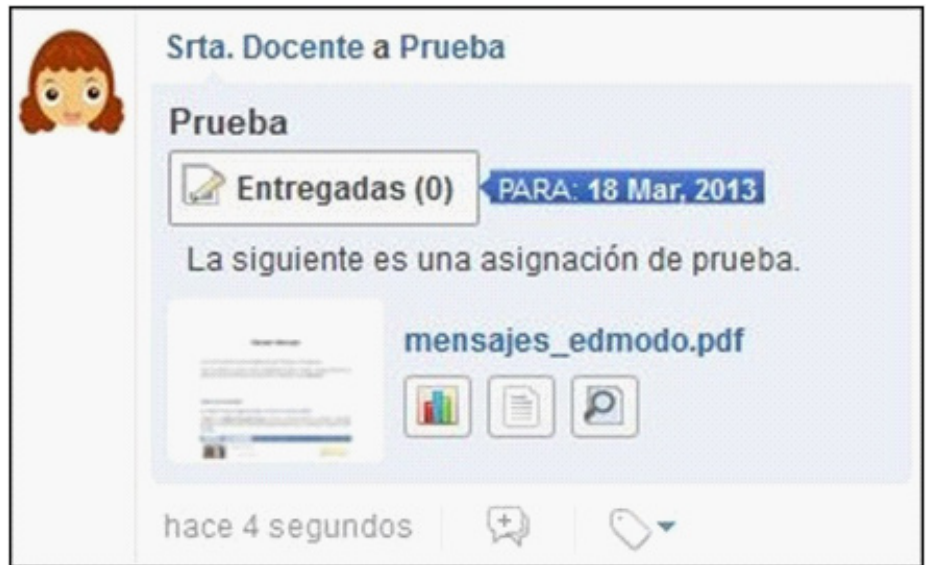 Srta. Docente a Prueba
Prueba
Entregadas (0) PARA: 18 Mar, 2013
La siguiente es una asignación de prueba.
mensajes_edmodo.pdf
hace 4 segundos